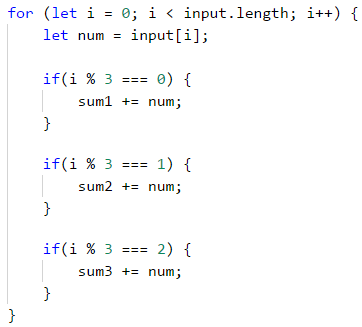 for (let i = 0; i < input.length; i++) {
    let num = input[i];

    if(i % 3 === 0) {
        sum1 += num;
    }

    if(i % 3 === 1) {
        sum2 += num;
    }

    if(i % 3 === 2) {
        sum3 += num;
    }
}